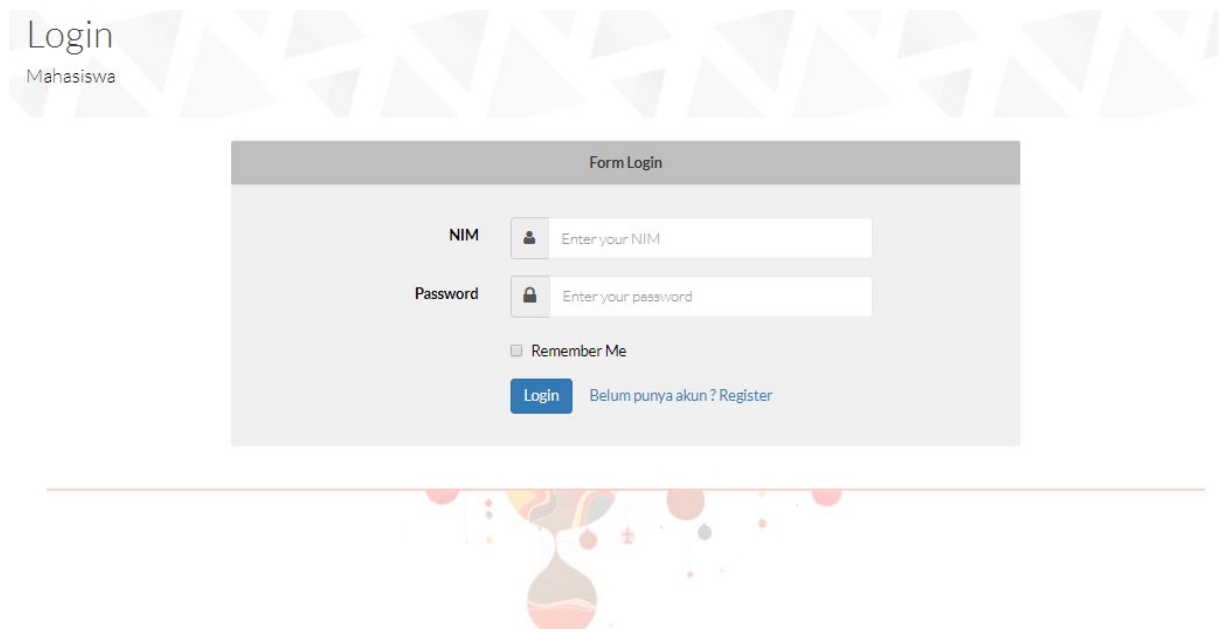 Login
Mahasiswa
Form Login
NIM
Enter your NIM
Password
Enter your password
Remember Me
Login
Belum punya akun ? Register